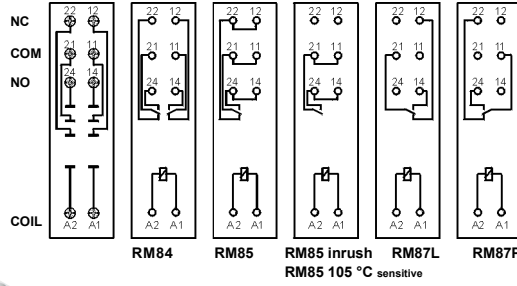 NC 22 12 22 12 22 12 22 12 22 12 22 12
COM 21 11 21 11 21 11 21 11 21 11 21 11
NO 24 14 24 14 24 14 24 14 24 14 24 14
COIL A2 A1 A2 A1 A2 A1 A2 A1 A2 A1 A2 A1
RM84 RM85 RM85 inrush RM87L
RM85 105 °C sensitive